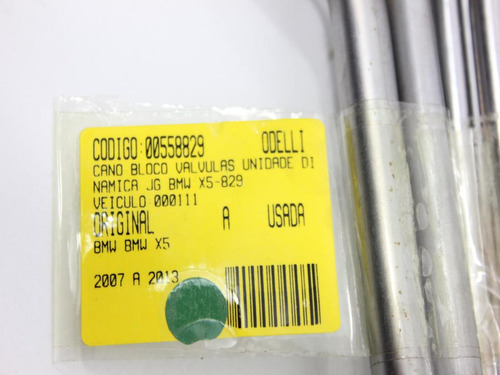 CODIGO:00558829 ODELLI
CANO BLOCO VALVULAS UNIDADE DI
NAMICA JG BMW X5-829
VEICULO 000111
ORIGINAL A USADA
BMW BMW X5
2007 A 2013